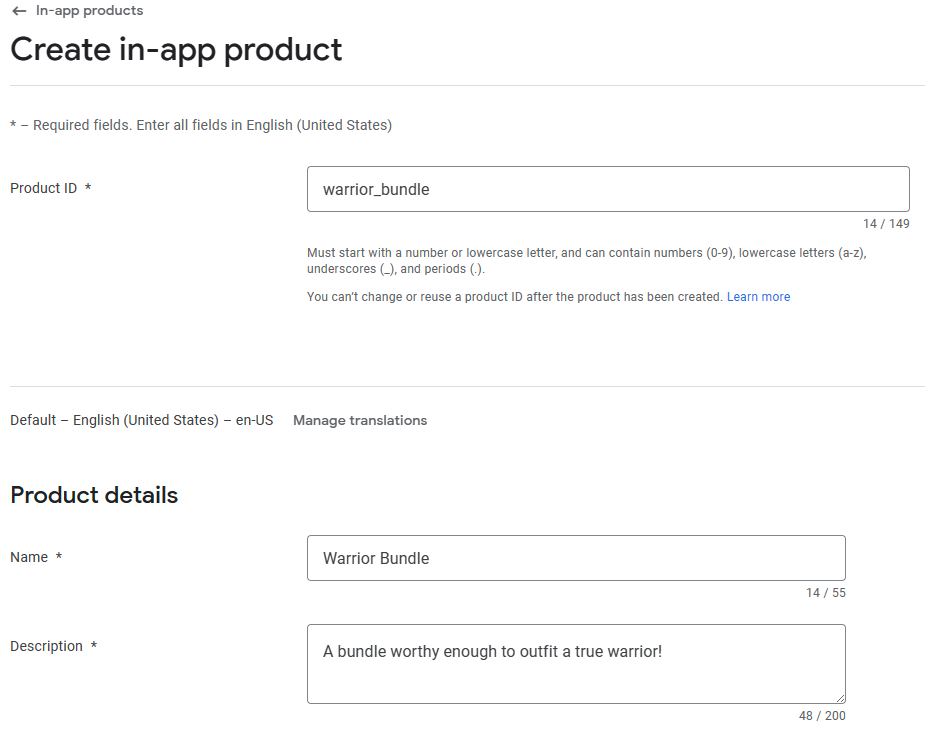 ← In-app products
Create in-app product
* – Required fields. Enter all fields in English (United States)
Product ID *
warrior_bundle
14 / 149
Must start with a number or lowercase letter, and can contain numbers (0-9), lowercase letters (a-z),
underscores (_), and periods (.).
You can't change or reuse a product ID after the product has been created. Learn more
Default – English (United States) – en-US Manage translations
Product details
Name *
Warrior Bundle
14 / 55
Description *
A bundle worthy enough to outfit a true warrior!
48 / 200